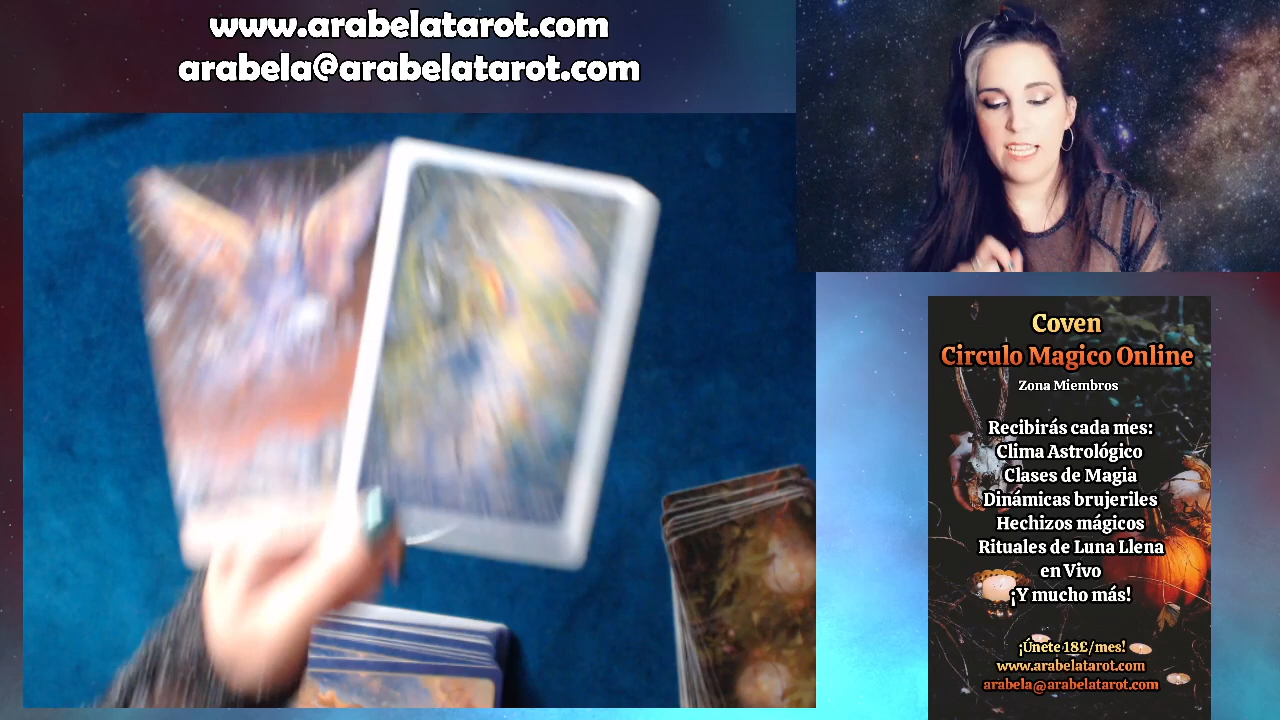 www.arabelatarot.com
arabela@arabelatarot.com
Coven
Circulo Magico Online
Zona Miembros
Recibirás cada mes:
Clima Astrológico
Clases de Magia
Dinámicas brujeriles
Hechizos mágicos
Rituales de Luna Llena
en Vivo
¡Y mucho más!
¡Únete 18£/mes!
www.arabelatarot.com
arabela@arabelatarot.com